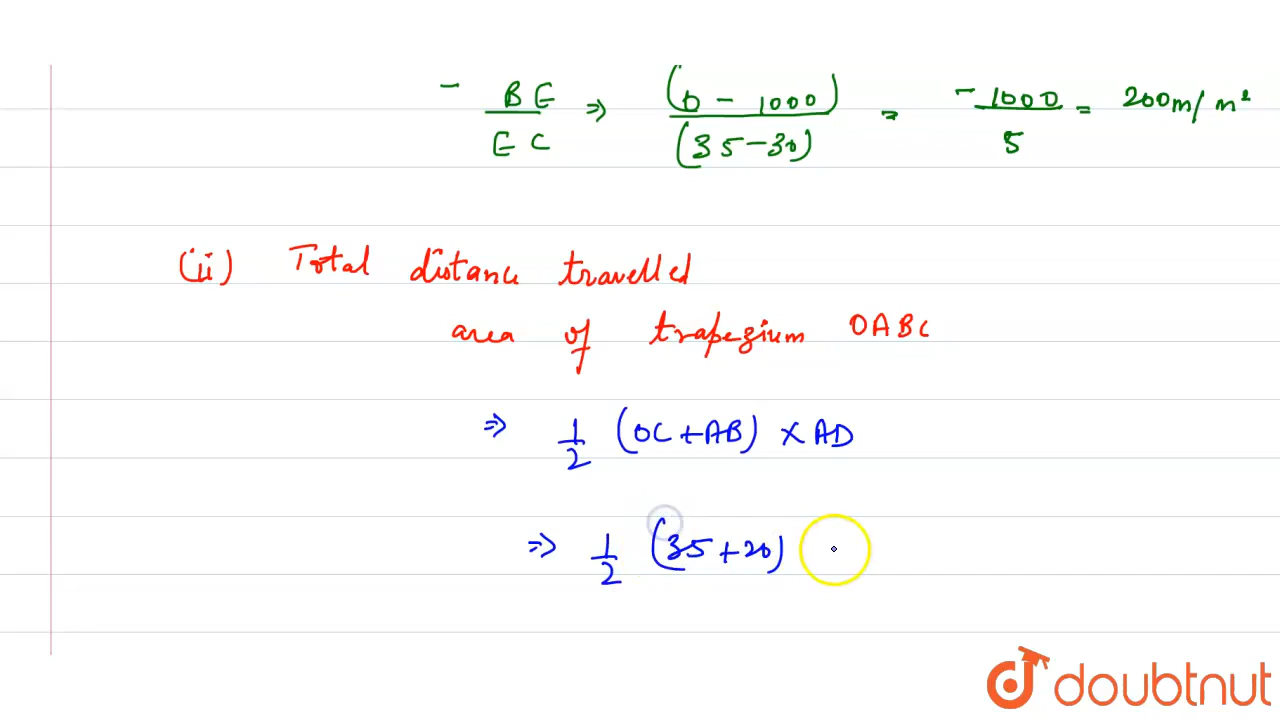 - BE/EC ⇒ (0 - 1000)/(35-30) = -1000/5 = 200m/m²
(ii) Total distance travelled
area of trapezium OABC
⇒ 1/2 (OC+AB) × AD
⇒ 1/2 (35+20)
doubtnut